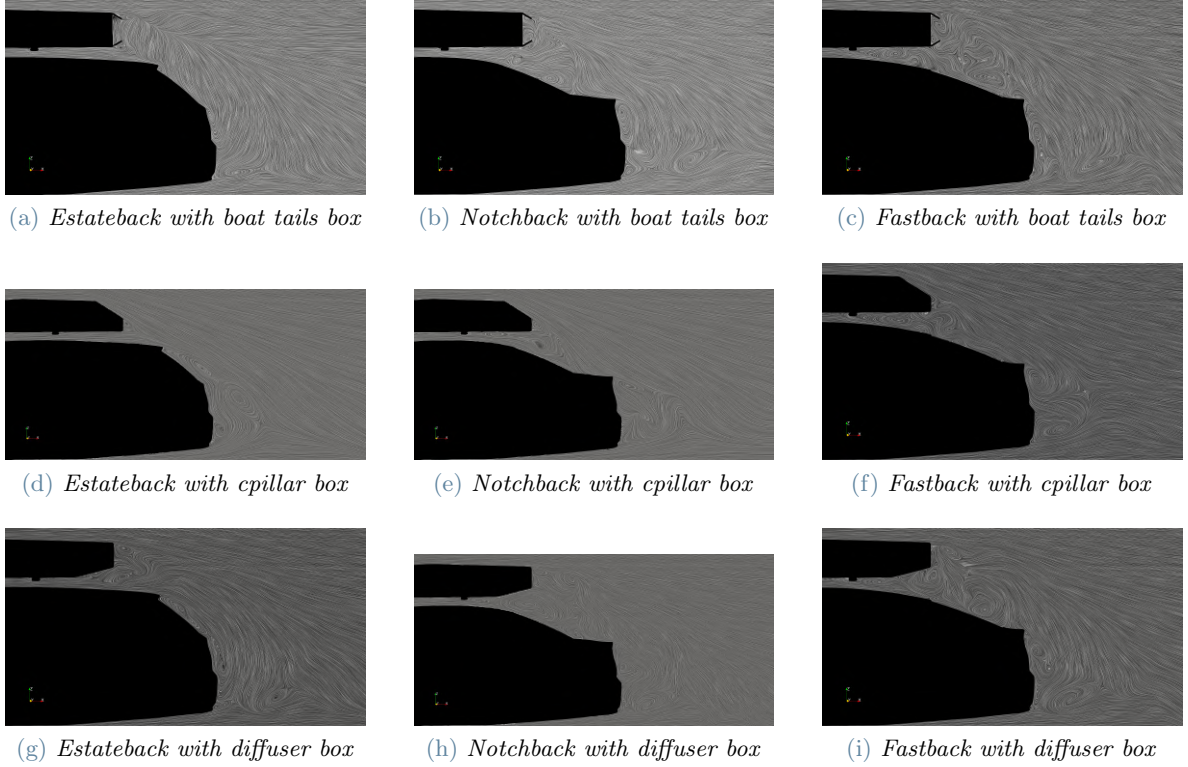 (a) Estateback with boat tails box
(b) Notchback with boat tails box
(c) Fastback with boat tails box
(d) Estateback with cpillar box
(e) Notchback with cpillar box
(f) Fastback with cpillar box
(g) Estateback with diffuser box
(h) Notchback with diffuser box
(i) Fastback with diffuser box